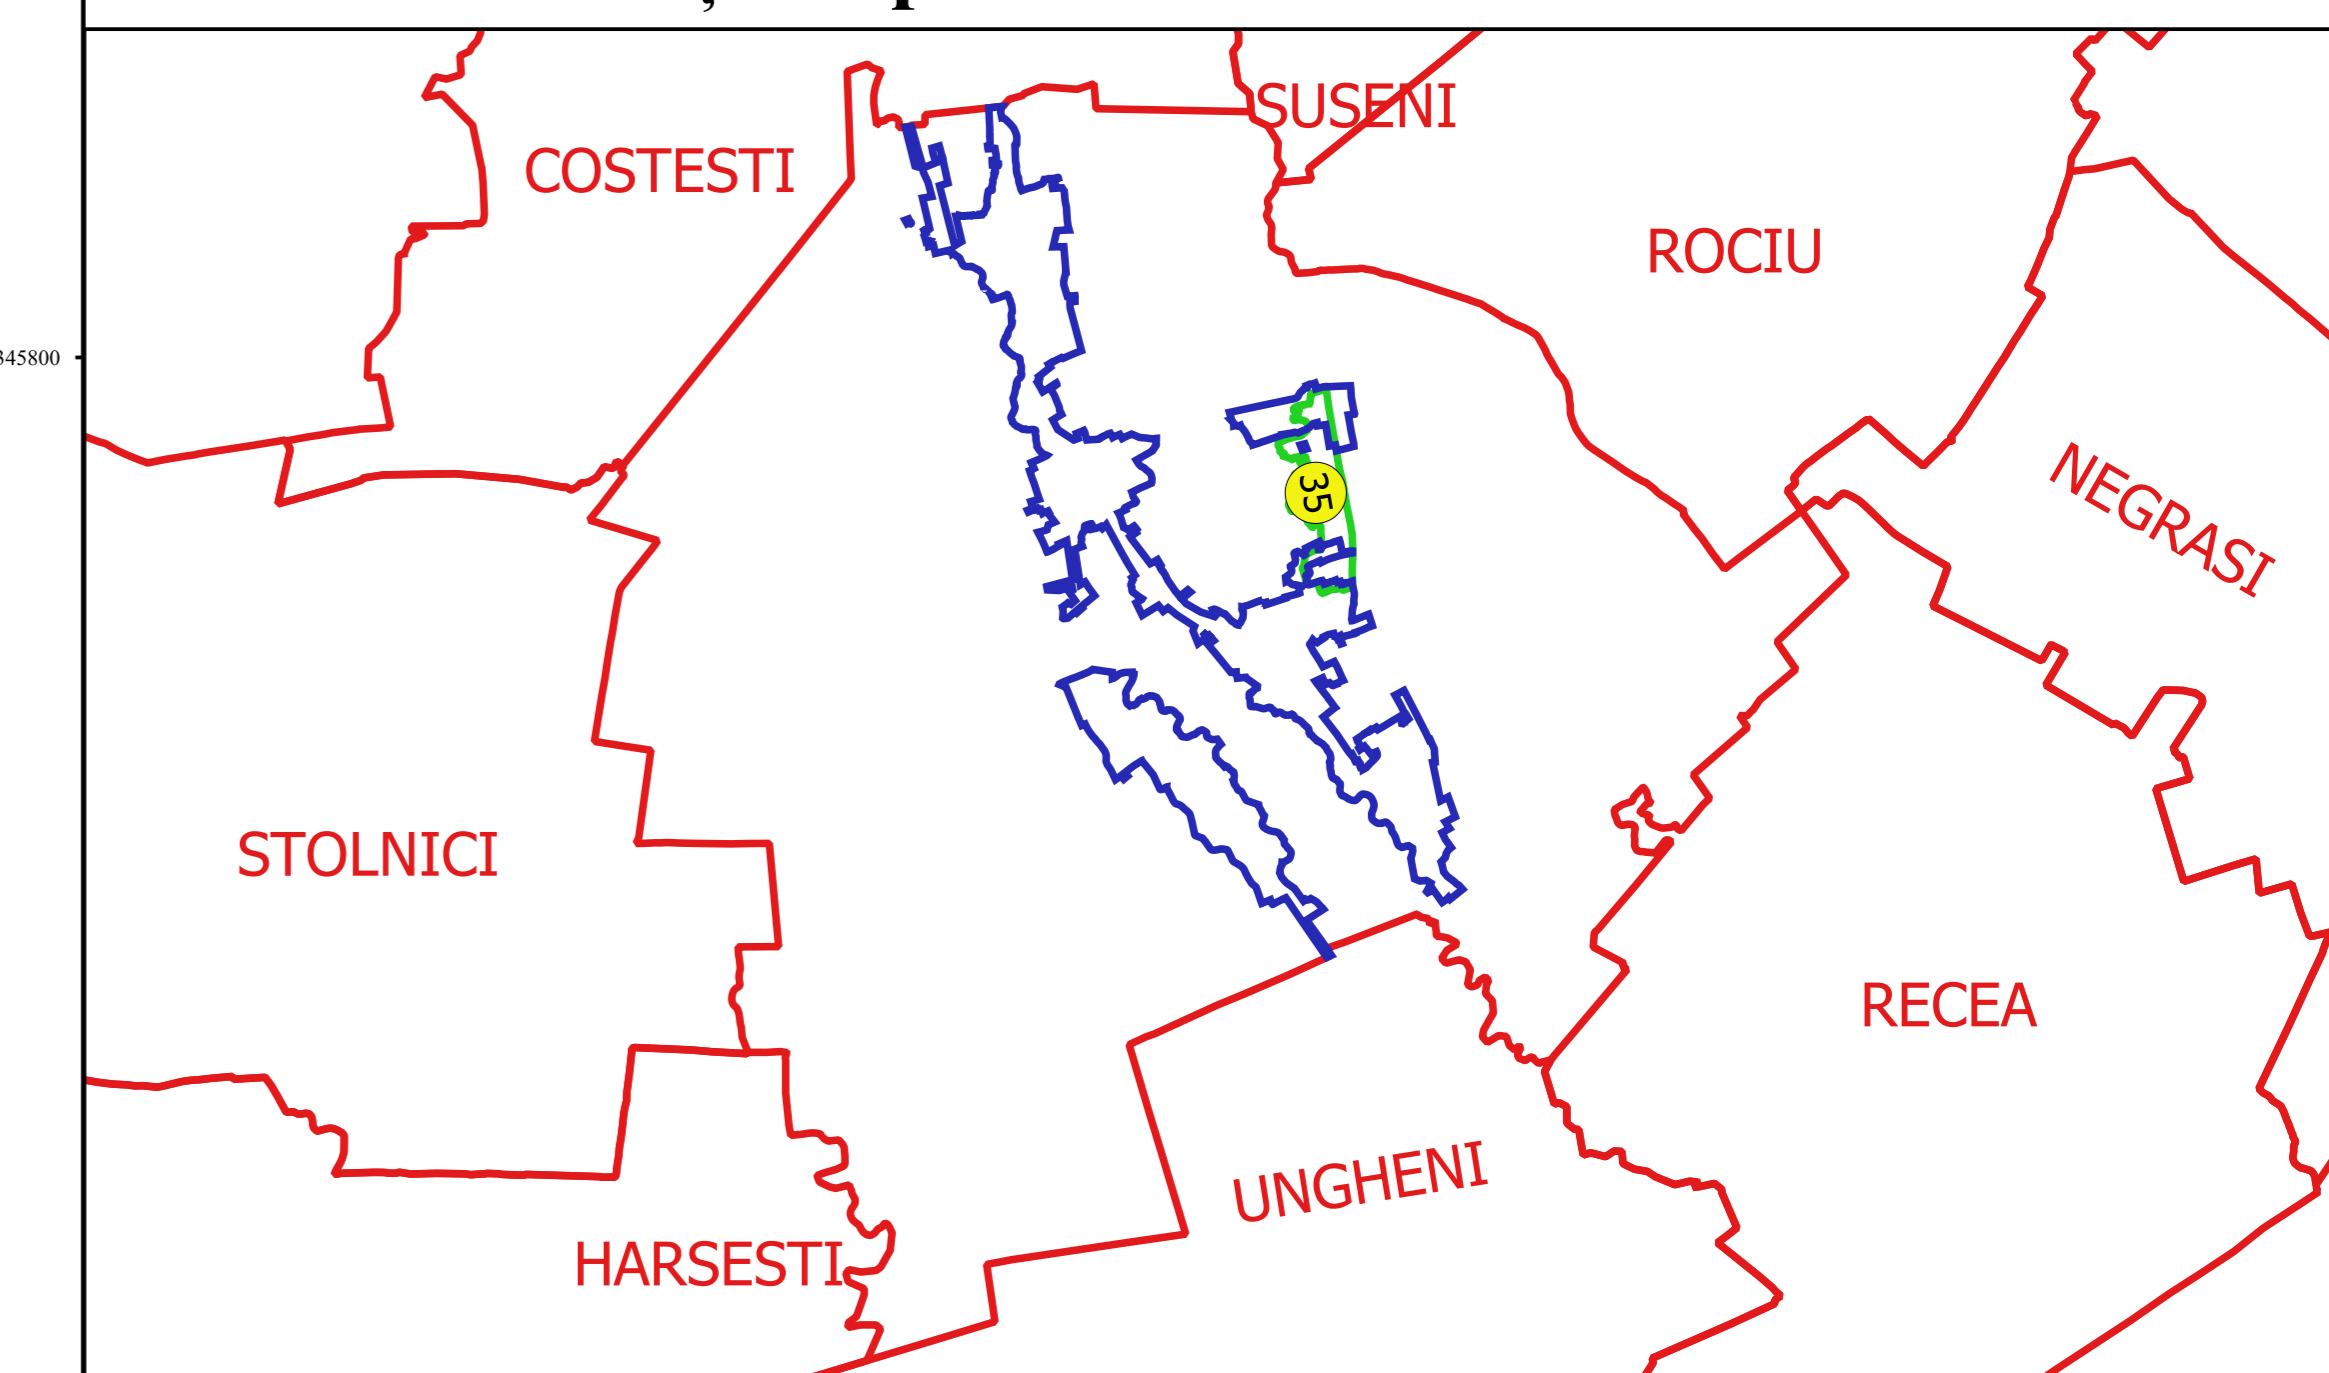 SUSENI
COSTESTI
ROCIU
345800
NEGRASI
35
STOLNICI
RECEA
UNGHENI
HARSESTI